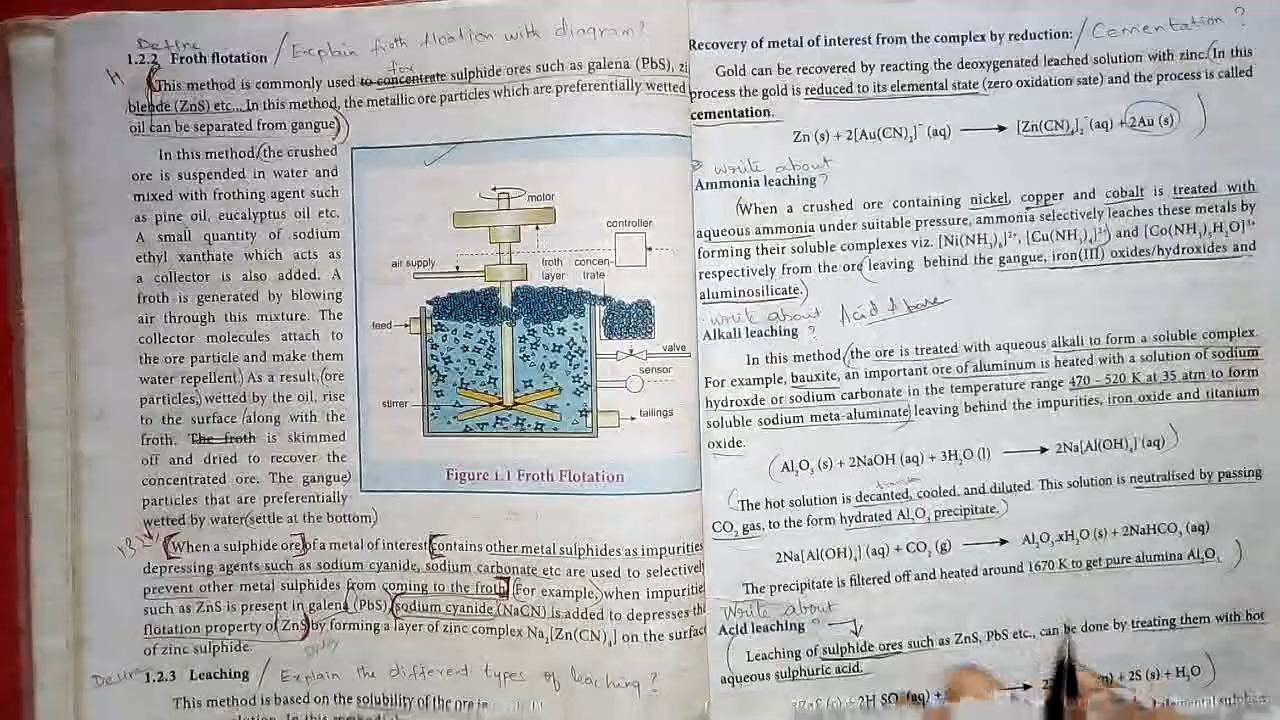 Define / Explain froth floation with diagram?
1.2.2 Froth flotation
for
This method is commonly used to concentrate sulphide ores such as galena (PbS), zi
blende (ZnS) etc... In this method, the metallic ore particles which are preferentially wetted
oil can be separated from gangue
In this method, the crushed
ore is suspended in water and
mixed with frothing agent such
as pine oil, eucalyptus oil etc.
A small quantity of sodium
ethyl xanthate which acts as
a collector is also added. A
froth is generated by blowing
air through this mixture. The
collector molecules attach to
the ore particle and make them
water repellent. As a result, ore
particles, wetted by the oil, rise
to the surface along with the
froth. The froth is skimmed
off and dried to recover the
concentrated ore. The gangue
particles that are preferentially
wetted by water settle at the bottom.
motor
controller
air supply
froth layer
concen-trate
feed
valve
sensor
stirrer
tailings
Figure 1.1 Froth Flotation
When a sulphide ore of a metal of interest contains other metal sulphides as impurities
depressing agents such as sodium cyanide, sodium carbonate etc are used to selectively
prevent other metal sulphides from coming to the froth. For example, when impurities
such as ZnS is present in galena (PbS), sodium cyanide (NaCN) is added to depresses the
flotation property of ZnS by forming a layer of zinc complex Na₂[Zn(CN)₄] on the surface
of zinc sulphide.
Define 1.2.3 Leaching / Explain the different types of leaching?
This method is based on the solubility of the ore in
Recovery of metal of interest from the complex by reduction: / Cementation?
Gold can be recovered by reacting the deoxygenated leached solution with zinc. In this
process the gold is reduced to its elemental state (zero oxidation sate) and the process is called
cementation.
Zn (s) + 2[Au(CN)₂]⁻ (aq) ⟶ [Zn(CN)₄]₂⁻ (aq) + 2Au (s)
write about
Ammonia leaching ?
When a crushed ore containing nickel, copper and cobalt is treated with
aqueous ammonia under suitable pressure, ammonia selectively leaches these metals by
forming their soluble complexes viz. [Ni(NH₃)₆]²⁺, [Cu(NH₃)₄]²⁺ and [Co(NH₃)₅H₂O]³⁺
respectively from the ore leaving behind the gangue, iron(III) oxides/hydroxides and
aluminosilicate.
write about Acid & base
Alkali leaching ?
In this method, the ore is treated with aqueous alkali to form a soluble complex.
For example, bauxite, an important ore of aluminum is heated with a solution of sodium
hydroxde or sodium carbonate in the temperature range 470 – 520 K at 35 atm to form
soluble sodium meta-aluminate leaving behind the impurities, iron oxide and titanium
oxide.
Al₂O₃ (s) + 2NaOH (aq) + 3H₂O (l) ⟶ 2Na[Al(OH)₄] (aq)
The hot solution is decanted, cooled, and diluted. This solution is neutralised by passing
CO₂ gas, to the form hydrated Al₂O₃ precipitate.
2Na[Al(OH)₄] (aq) + CO₂ (g) ⟶ Al₂O₃.xH₂O (s) + 2NaHCO₃ (aq)
The precipitate is filtered off and heated around 1670 K to get pure alumina Al₂O₃
Write about
Acid leaching ?
Leaching of sulphide ores such as ZnS, PbS etc., can be done by treating them with hot
aqueous sulphuric acid.
+ 2S (s) + H₂O